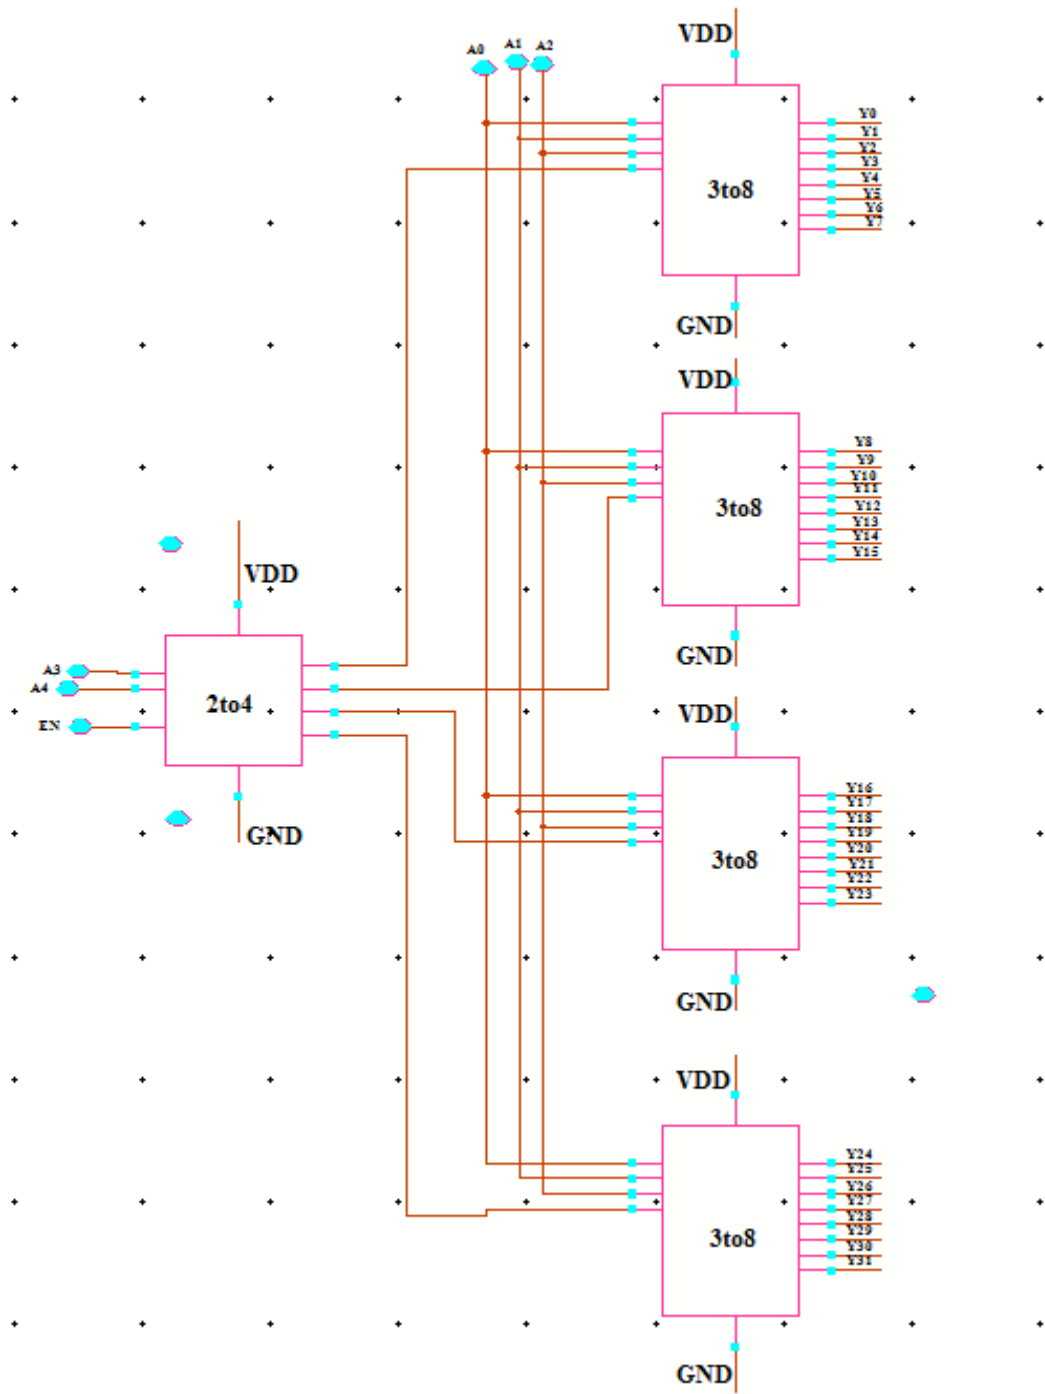 A0 A1 A2
VDD
3to8
Y0
Y1
Y2
Y3
Y4
Y5
Y6
Y7
GND
VDD
3to8
Y8
Y9
Y10
Y11
Y12
Y13
Y14
Y15
GND
VDD
A3
A4
EN
2to4
GND
VDD
3to8
Y16
Y17
Y18
Y19
Y20
Y21
Y22
Y23
GND
VDD
3to8
Y24
Y25
Y26
Y27
Y28
Y29
Y30
Y31
GND